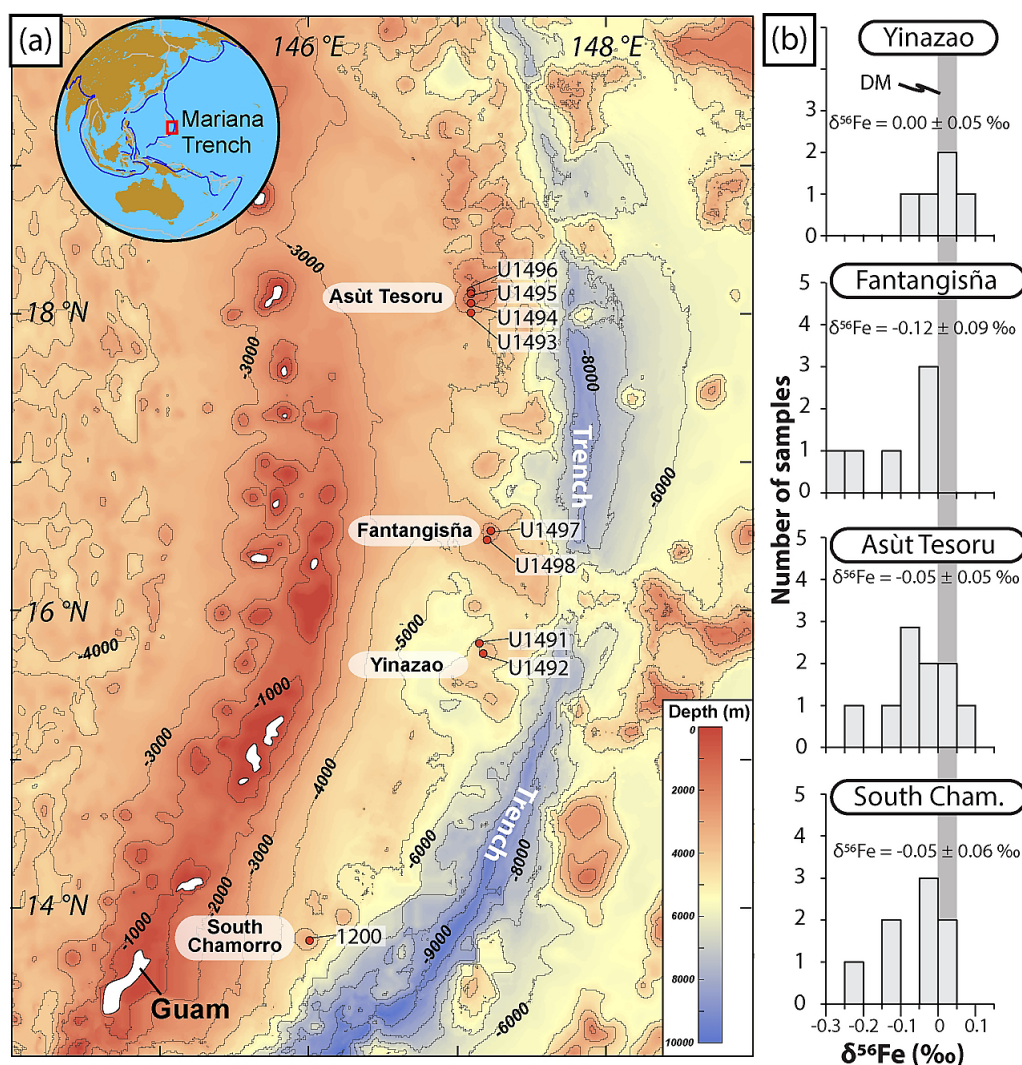 (a)
146 °E
148 °E
Mariana
Trench
-3000
U1496
Asùt Tesoru
U1495
U1494
18 °N
U1493
-3000
-8000
Trench
-6000
Fantangisña
U1497
U1498
16 °N
-5000
U1491
-4000
Yinazao
U1492
-1000
-3000
-4000
Trench
-6000
-8000
-3000
14 °N
-2000
-1000
South
Chamorro
1200
-9000
Guam
-6000
Depth (m)
0
2000
4000
6000
8000
10000
(b)
Yinazao
DM
3
δ⁵⁶Fe = 0.00 ± 0.05 ‰
2
1
0
Fantangisña
5
δ⁵⁶Fe = -0.12 ± 0.09 ‰
4
3
2
1
0
Number of samples
Asùt Tesoru
5
δ⁵⁶Fe = -0.05 ± 0.05 ‰
4
3
2
1
0
South Cham.
5
δ⁵⁶Fe = -0.05 ± 0.06 ‰
4
3
2
1
0
-0.3
-0.1
0
0.1
δ⁵⁶Fe (‰)